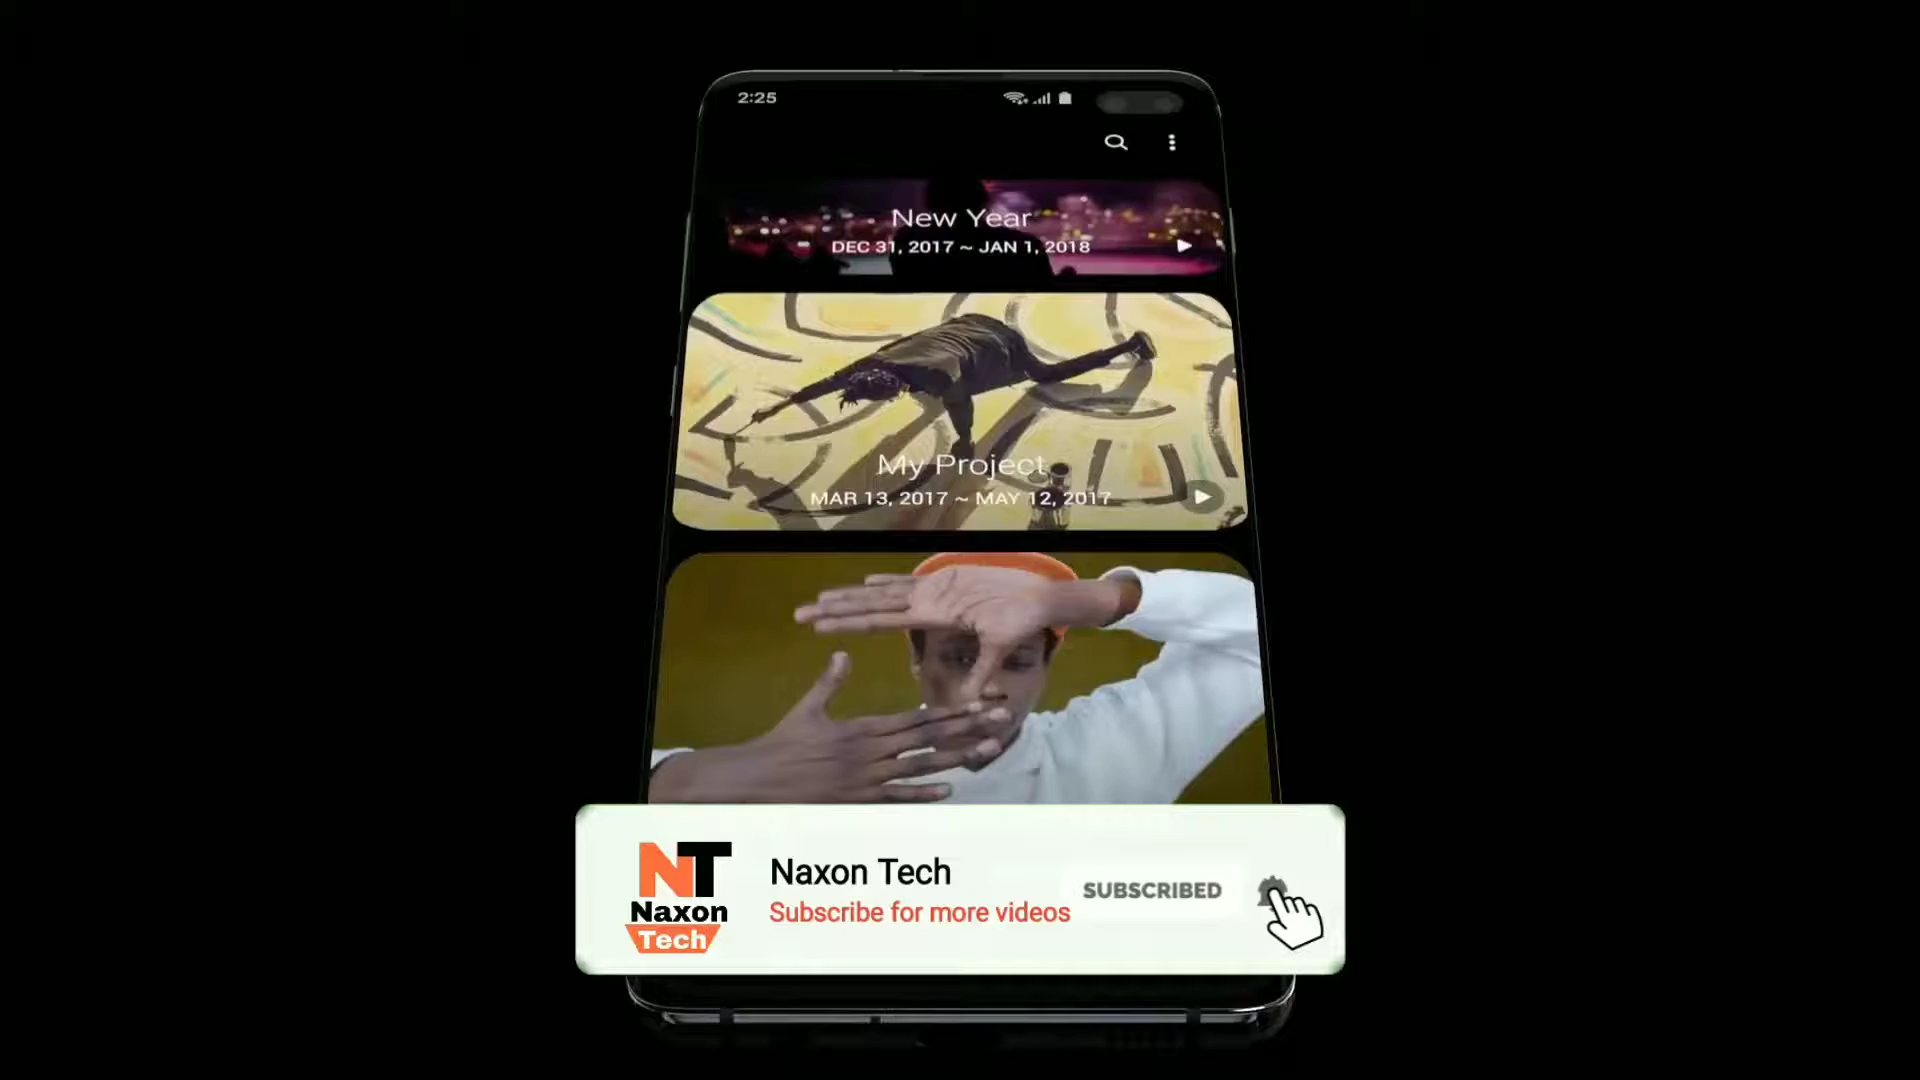 2:25
New Year
DEC 31, 2017 ~ JAN 1, 2018
My Project
MAR 13, 2017 ~ MAY 12, 2017
NT
Naxon
Tech
Naxon Tech
Subscribe for more videos
SUBSCRIBED